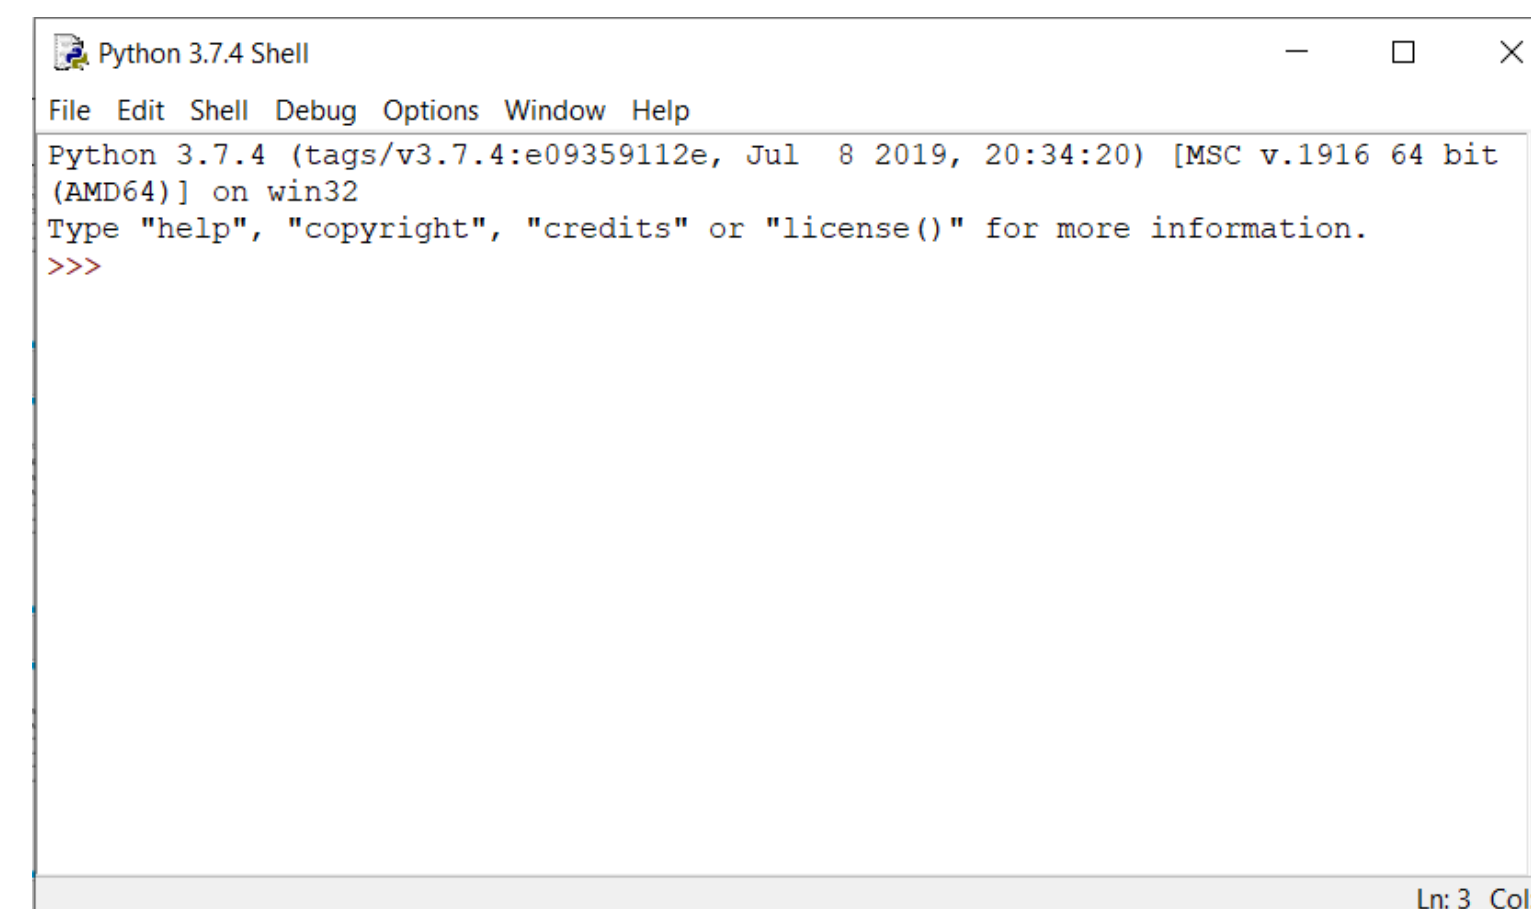 Python 3.7.4 Shell
File Edit Shell Debug Options Window Help
Python 3.7.4 (tags/v3.7.4:e09359112e, Jul  8 2019, 20:34:20) [MSC v.1916 64 bit
(AMD64)] on win32
Type "help", "copyright", "credits" or "license()" for more information.
>>>
Ln: 3 Col